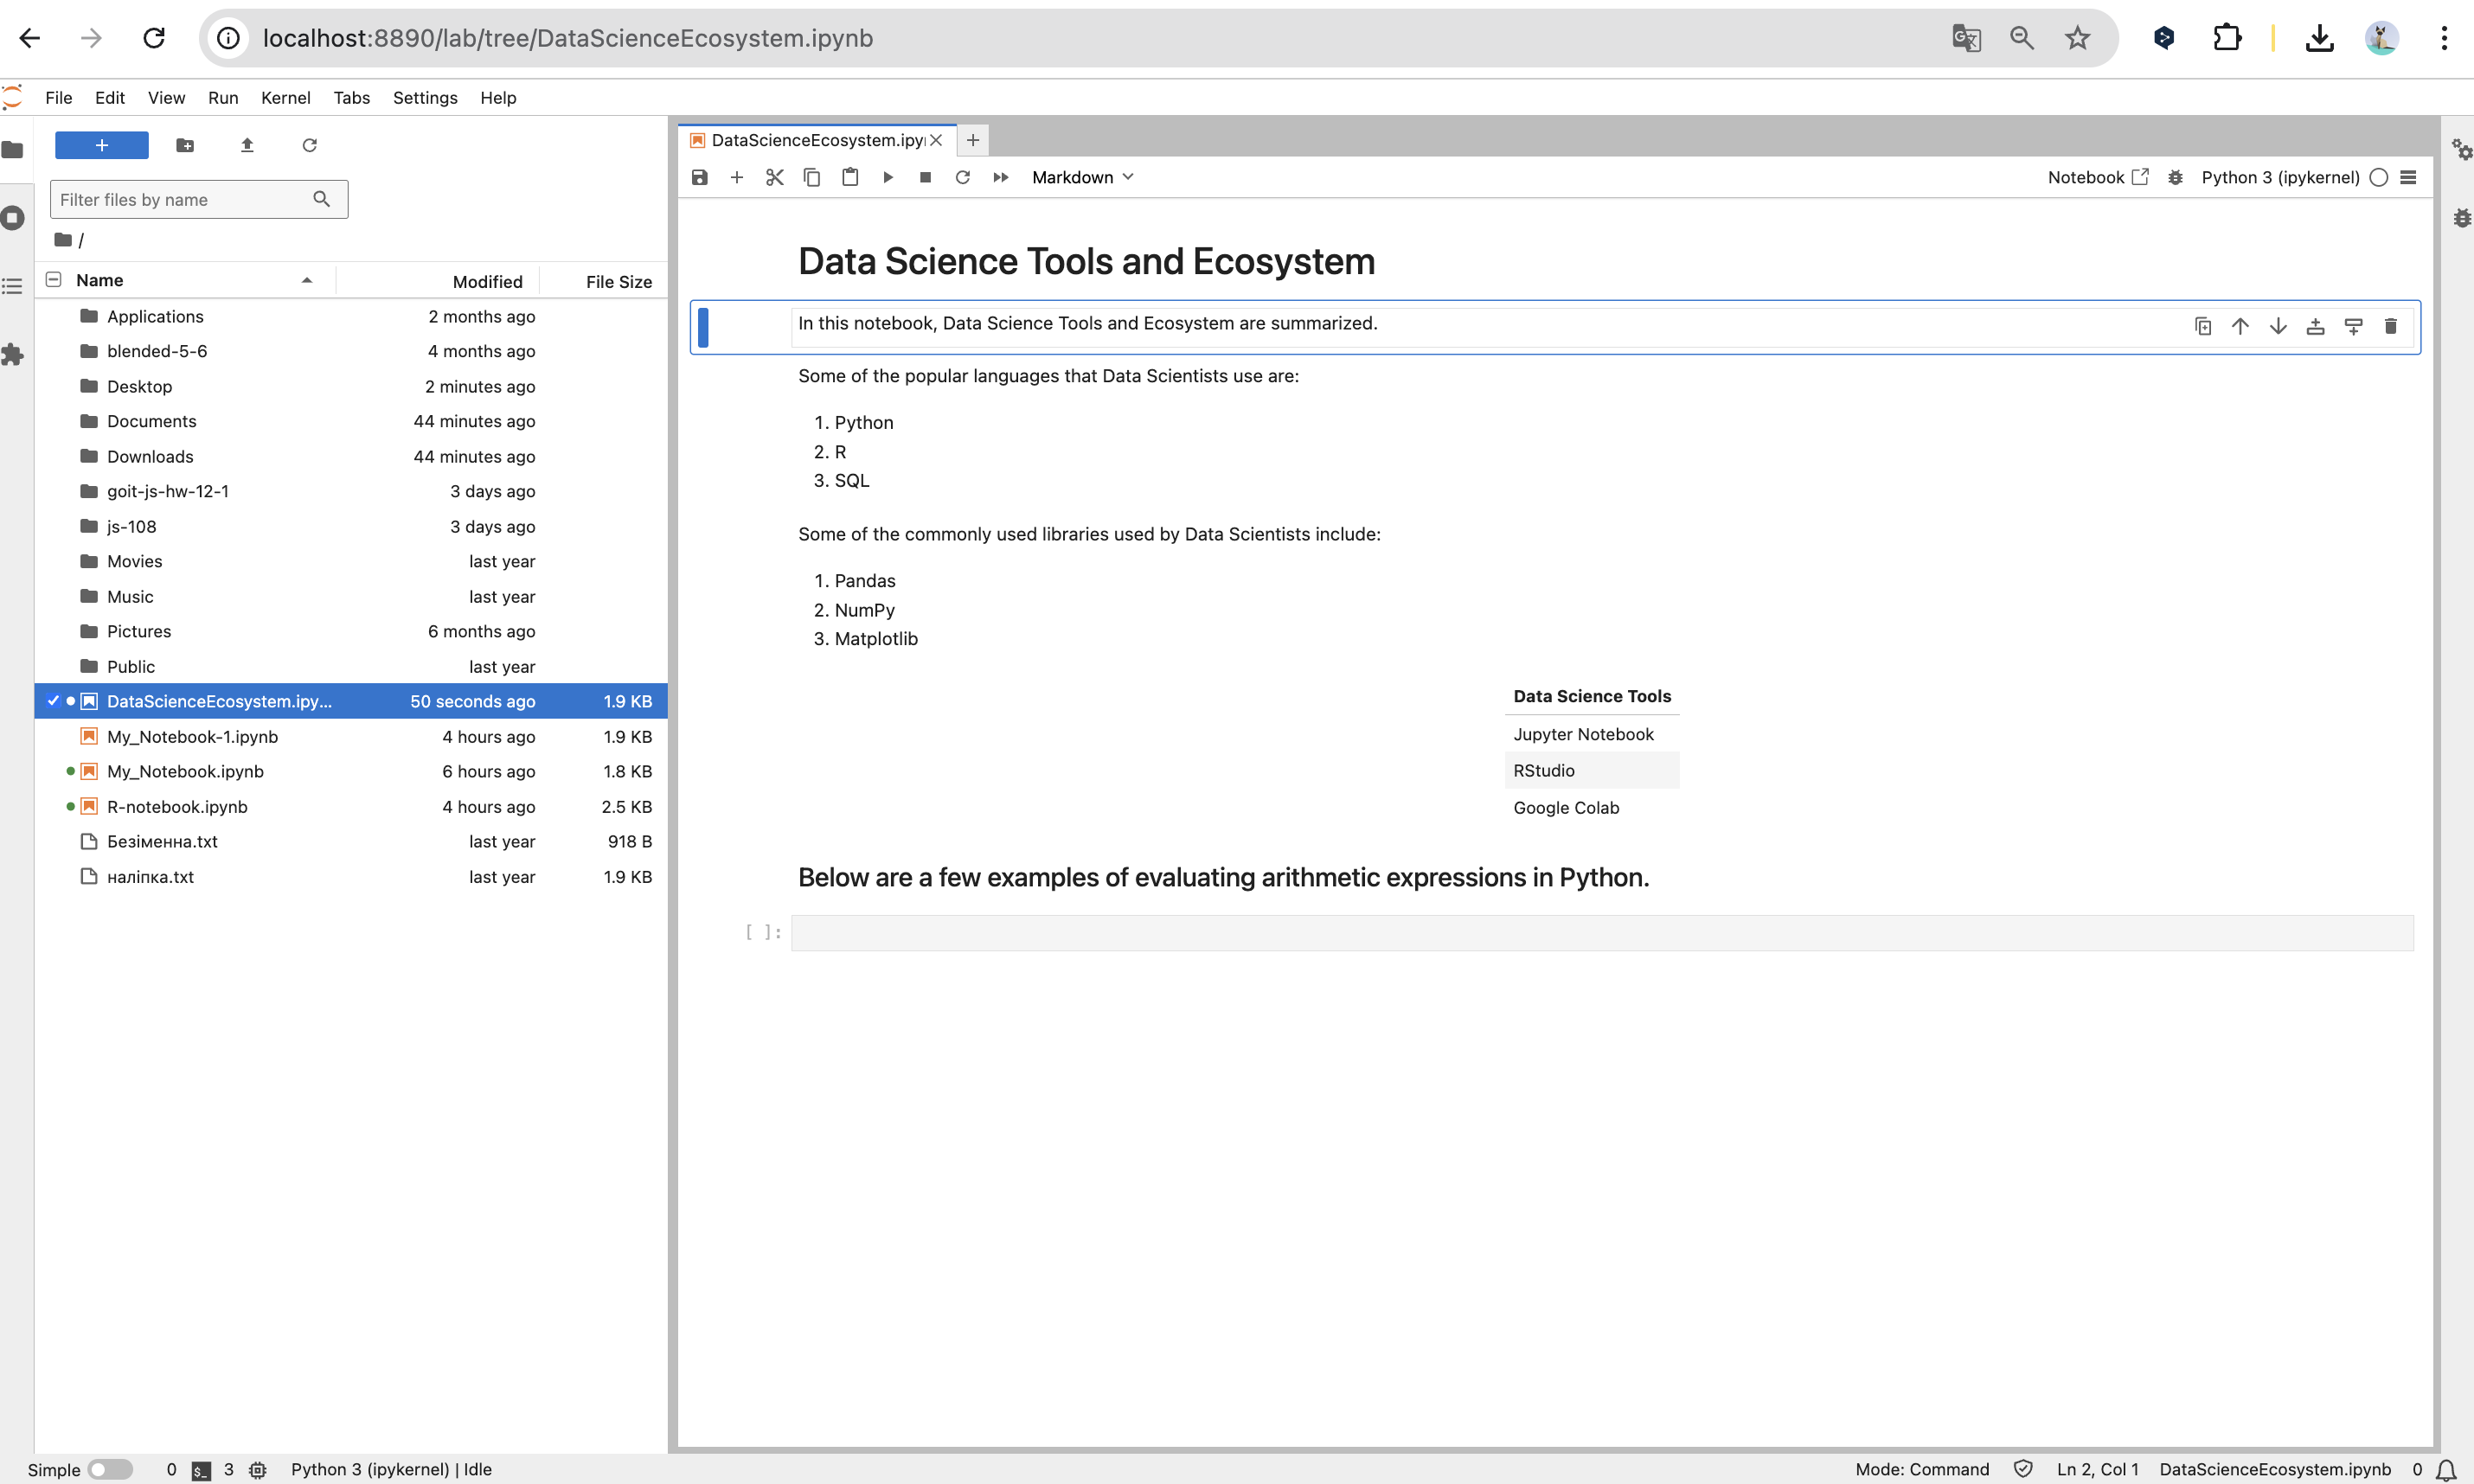 localhost:8890/lab/tree/DataScienceEcosystem.ipynb
File Edit View Run Kernel Tabs Settings Help
+
Filter files by name
/
Name Modified File Size
Applications 2 months ago
blended-5-6 4 months ago
Desktop 2 minutes ago
Documents 44 minutes ago
Downloads 44 minutes ago
goit-js-hw-12-1 3 days ago
js-108 3 days ago
Movies last year
Music last year
Pictures 6 months ago
Public last year
DataScienceEcosystem.ipy... 50 seconds ago 1.9 KB
My_Notebook-1.ipynb 4 hours ago 1.9 KB
My_Notebook.ipynb 6 hours ago 1.8 KB
R-notebook.ipynb 4 hours ago 2.5 KB
Безіменна.txt last year 918 B
наліпка.txt last year 1.9 KB
DataScienceEcosystem.ipy
Markdown
Notebook Python 3 (ipykernel)
Data Science Tools and Ecosystem
In this notebook, Data Science Tools and Ecosystem are summarized.
Some of the popular languages that Data Scientists use are:
1. Python
2. R
3. SQL
Some of the commonly used libraries used by Data Scientists include:
1. Pandas
2. NumPy
3. Matplotlib
Data Science Tools
Jupyter Notebook
RStudio
Google Colab
Below are a few examples of evaluating arithmetic expressions in Python.
[ ]:
Simple 0 $_ 3 Python 3 (ipykernel) | Idle Mode: Command Ln 2, Col 1 DataScienceEcosystem.ipynb 0